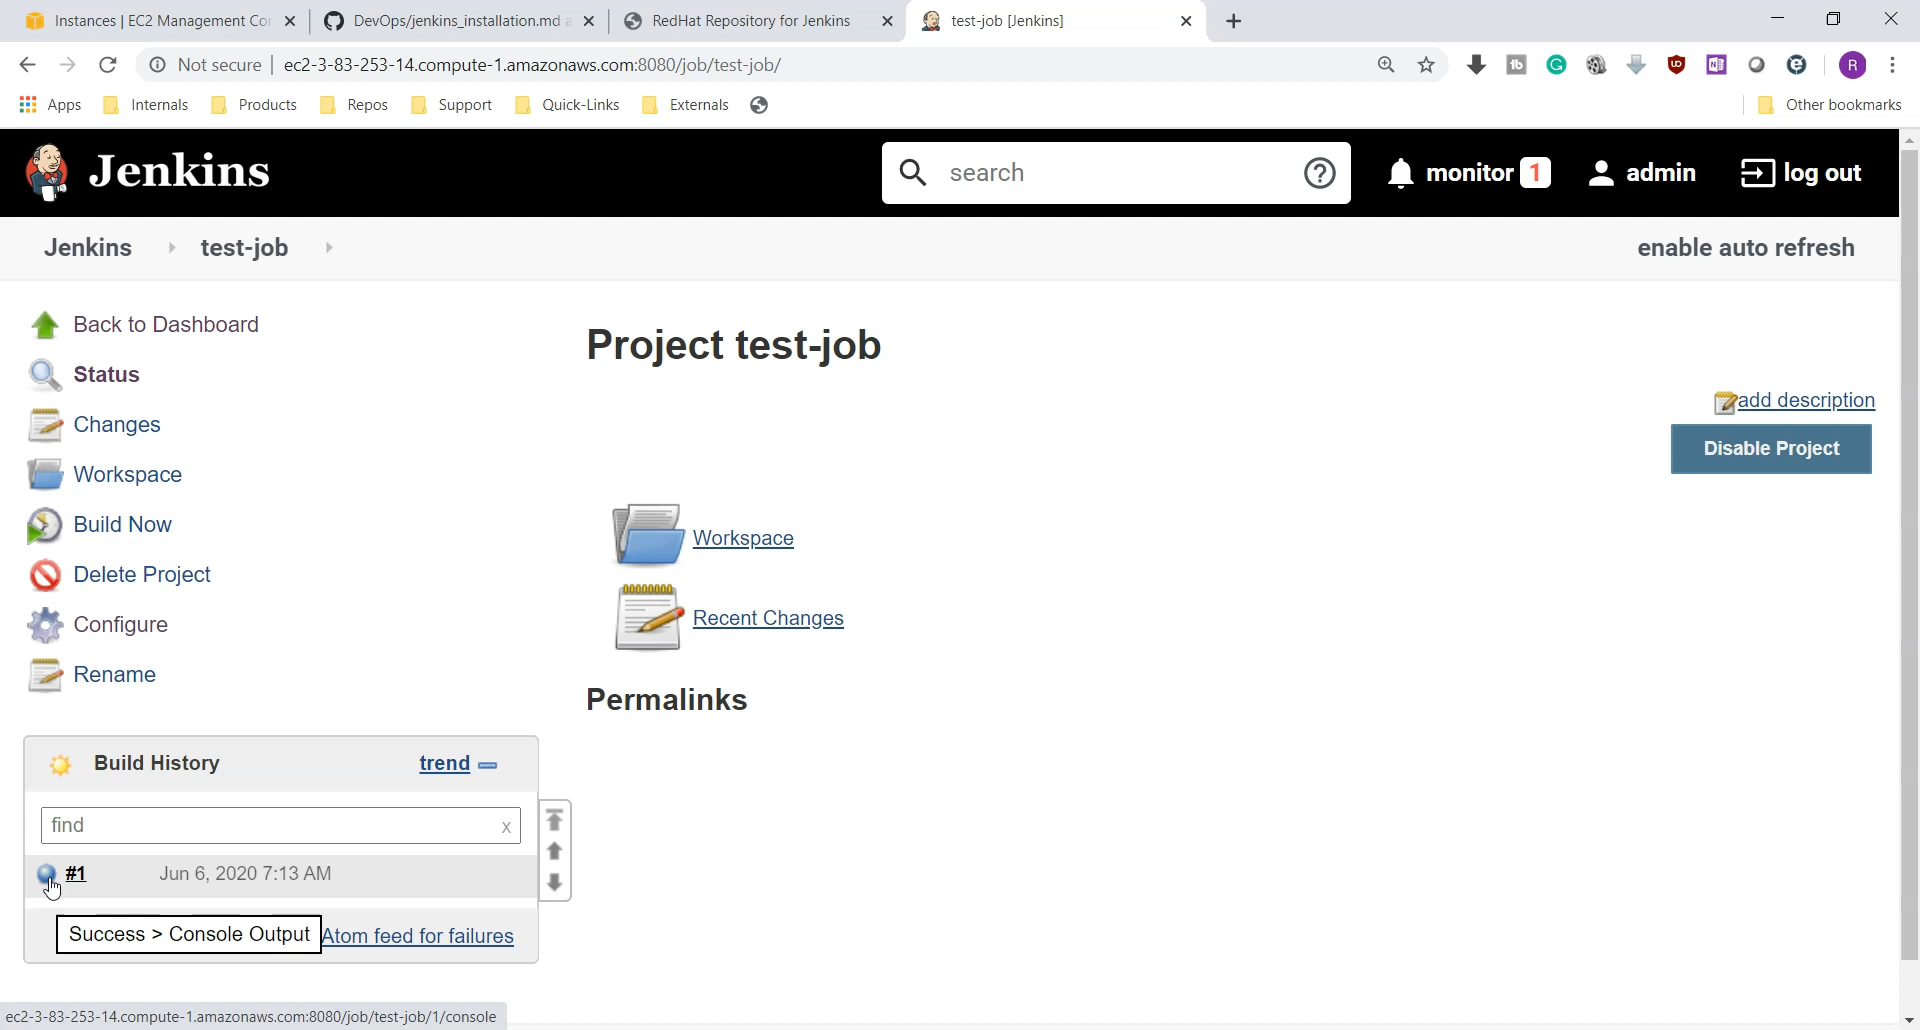 Instances | EC2 Management Con
DevOps/jenkins_installation.md a
RedHat Repository for Jenkins
test-job [Jenkins]
Not secure
ec2-3-83-253-14.compute-1.amazonaws.com:8080/job/test-job/
Apps
Internals
Products
Repos
Support
Quick-Links
Externals
Other bookmarks
Jenkins
search
monitor 1
admin
log out
Jenkins
test-job
enable auto refresh
Back to Dashboard
Status
Changes
Workspace
Build Now
Delete Project
Configure
Rename
Project test-job
add description
Disable Project
Workspace
Recent Changes
Permalinks
Build History
trend
find
x
#1
Jun 6, 2020 7:13 AM
Success > Console Output
Atom feed for failures
ec2-3-83-253-14.compute-1.amazonaws.com:8080/job/test-job/1/console